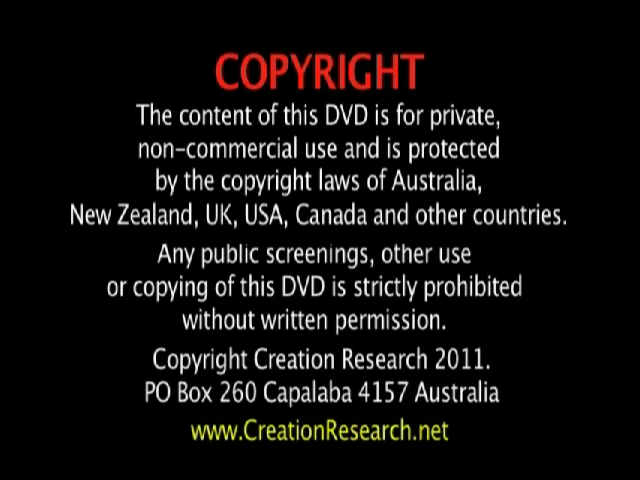 COPYRIGHT
The content of this DVD is for private,
non-commercial use and is protected
by the copyright laws of Australia,
New Zealand, UK, USA, Canada and other countries.
Any public screenings, other use
or copying of this DVD is strictly prohibited
without written permission.
Copyright Creation Research 2011.
PO Box 260 Capalaba 4157 Australia
www.CreationResearch.net